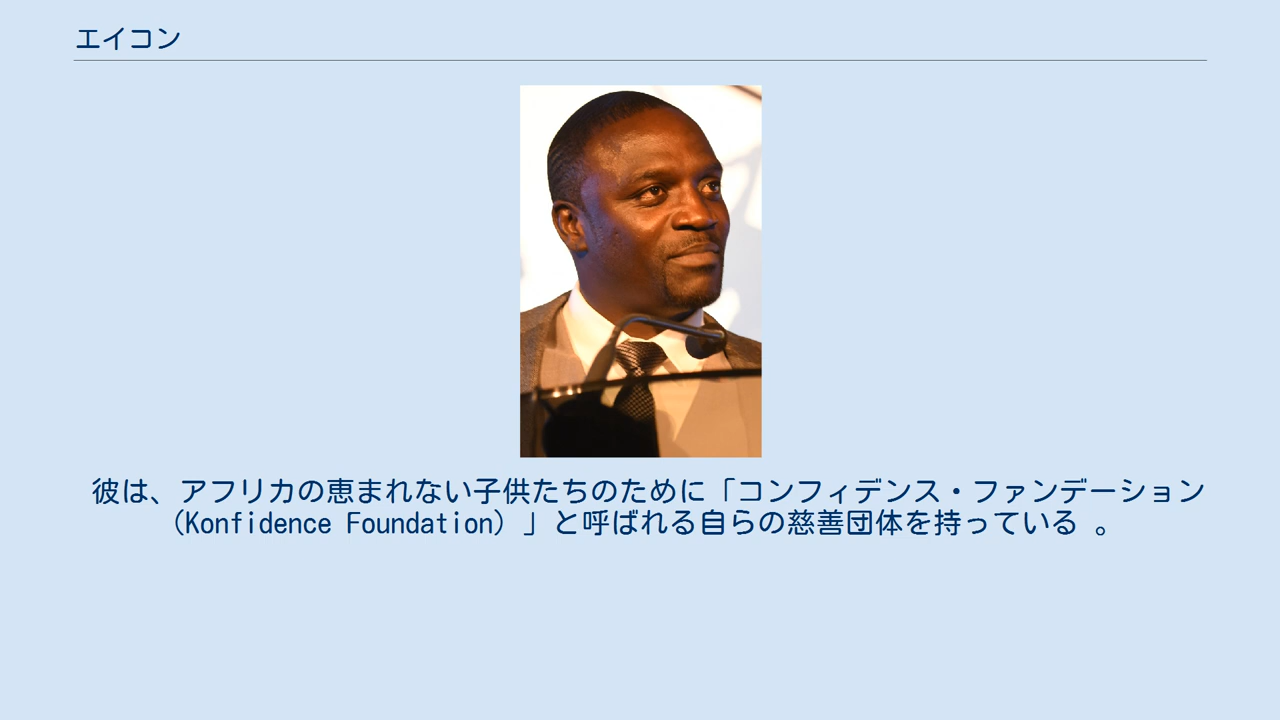 エイコン
彼は、アフリカの恵まれない子供たちのために「コンフィデンス・ファンデーション
（Konfidence Foundation）」と呼ばれる自らの慈善団体を持っている 。